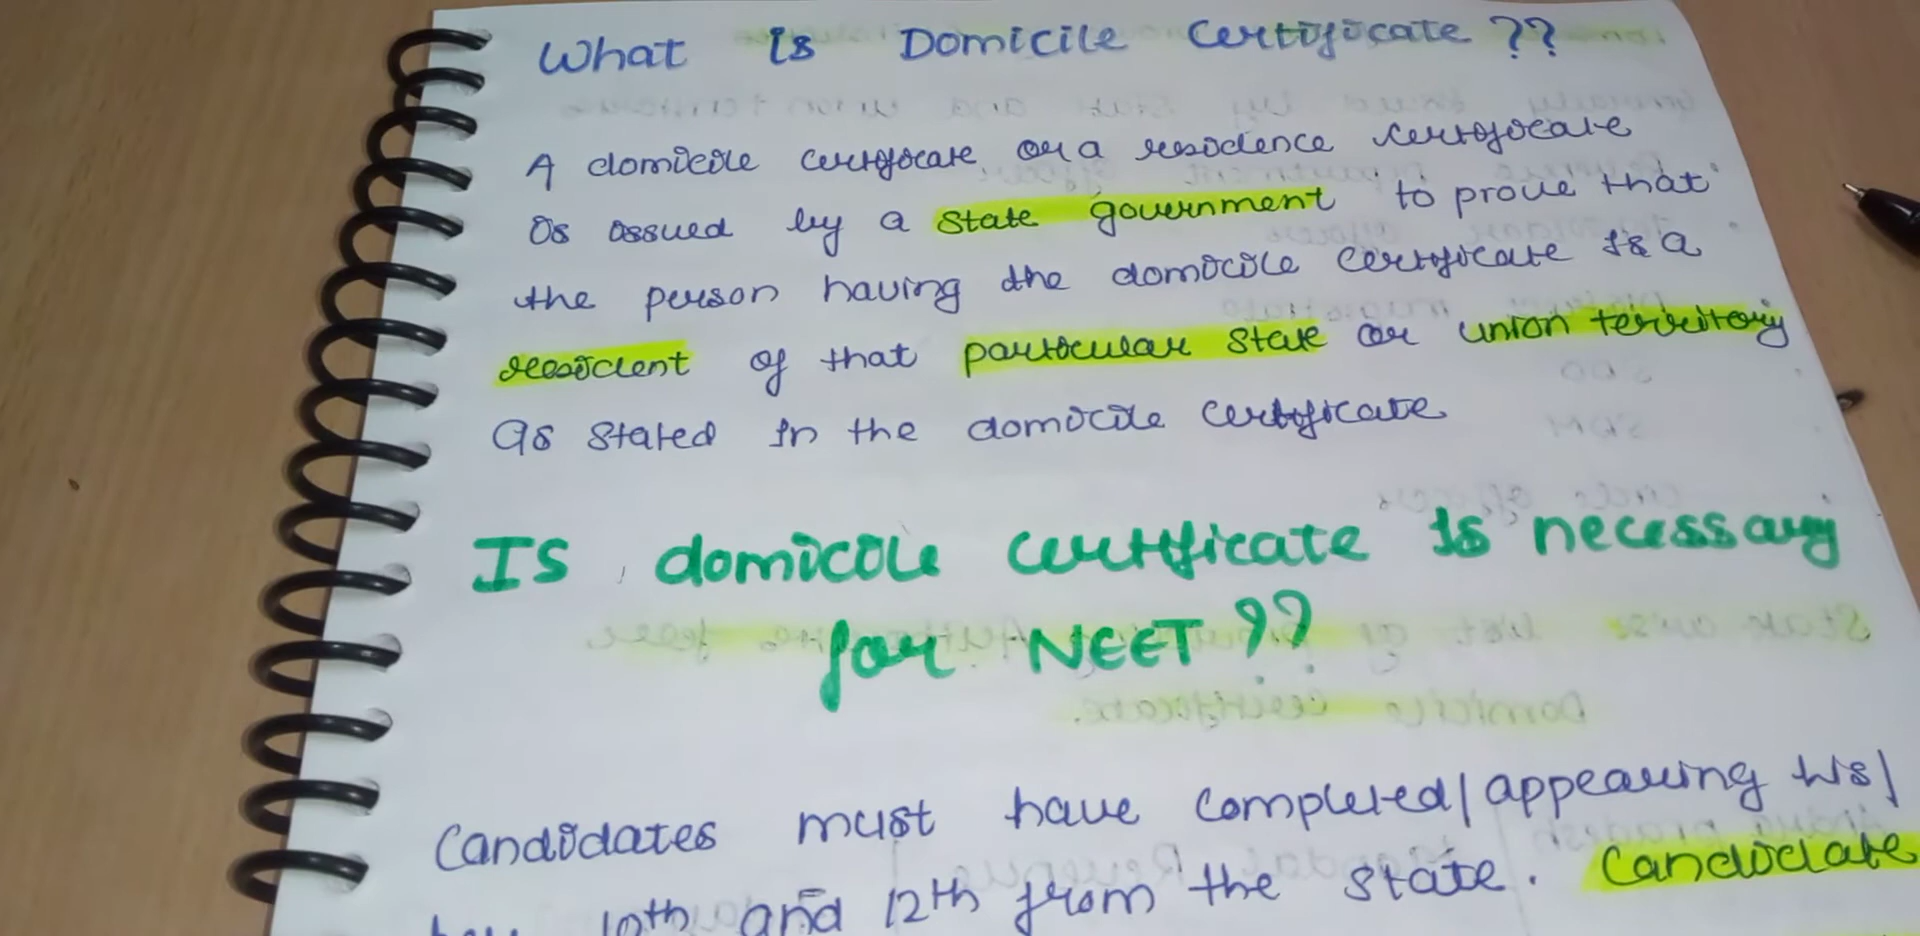 What is Domicile Certificate ??
A domicile certificate or a residence certificate
is issued by a state government to prove that
the person having the domicile certificate is a
resident of that particular state or union territory
as stated in the domicile certificate
Is domicile certificate is necessary
for NEET ??
Candidates must have completed/appearing his/
her 10th and 12th from the state. Candidate